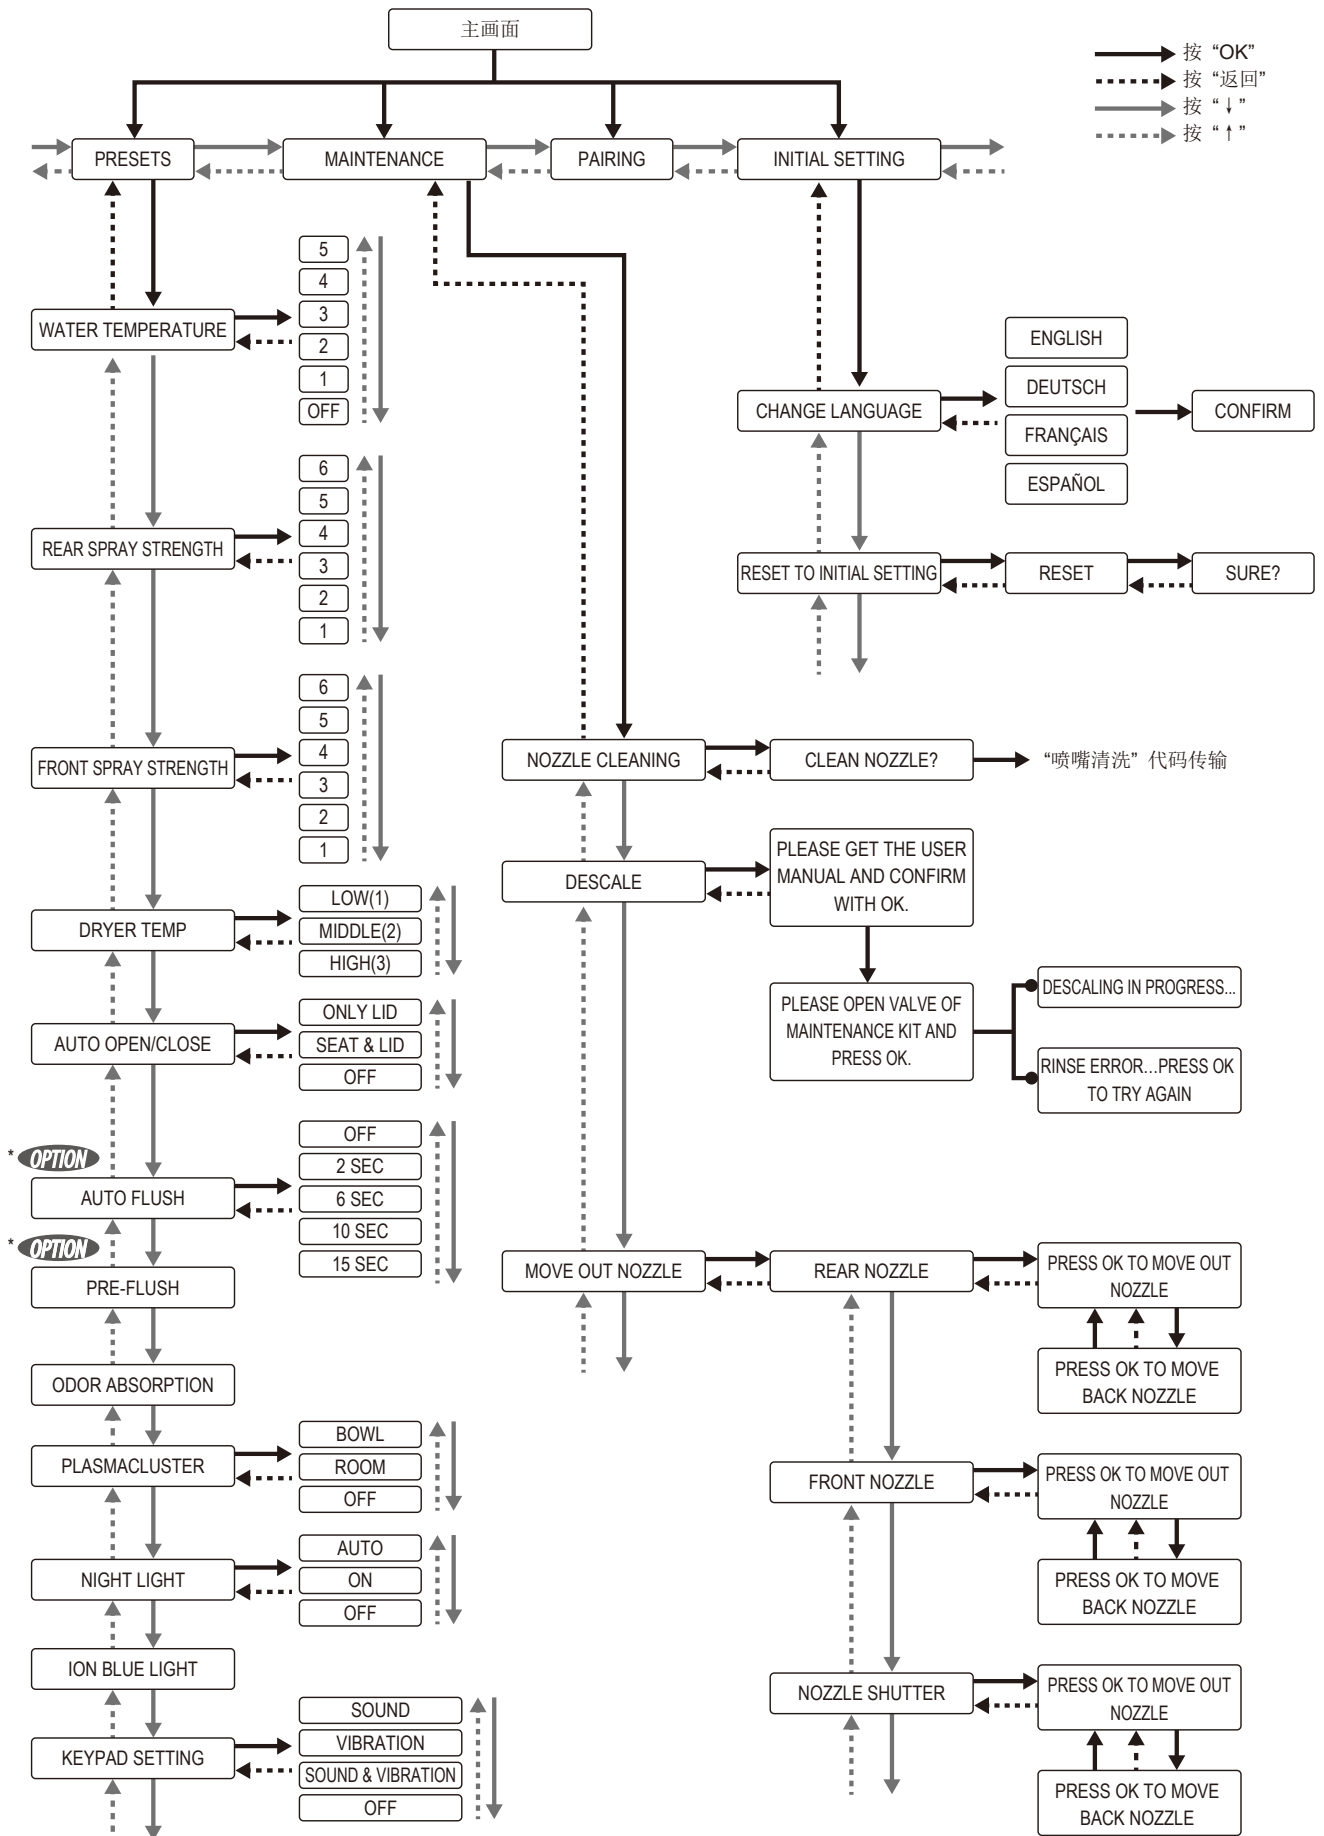 主画面
按 “OK”
按 “返回”
按 “↓”
按 “↑”
PRESETS
MAINTENANCE
PAIRING
INITIAL SETTING
WATER TEMPERATURE
5
4
3
2
1
OFF
REAR SPRAY STRENGTH
6
5
4
3
2
1
FRONT SPRAY STRENGTH
6
5
4
3
2
1
DRYER TEMP
LOW(1)
MIDDLE(2)
HIGH(3)
AUTO OPEN/CLOSE
ONLY LID
SEAT & LID
OFF
* OPTION
AUTO FLUSH
OFF
2 SEC
6 SEC
10 SEC
15 SEC
* OPTION
PRE-FLUSH
ODOR ABSORPTION
PLASMACLUSTER
BOWL
ROOM
OFF
NIGHT LIGHT
AUTO
ON
OFF
ION BLUE LIGHT
KEYPAD SETTING
SOUND
VIBRATION
SOUND & VIBRATION
OFF
NOZZLE CLEANING
CLEAN NOZZLE?
“喷嘴清洗” 代码传输
DESCALE
PLEASE GET THE USER
MANUAL AND CONFIRM
WITH OK.
PLEASE OPEN VALVE OF
MAINTENANCE KIT AND
PRESS OK.
DESCALING IN PROGRESS...
RINSE ERROR...PRESS OK
TO TRY AGAIN
MOVE OUT NOZZLE
REAR NOZZLE
PRESS OK TO MOVE OUT
NOZZLE
PRESS OK TO MOVE
BACK NOZZLE
FRONT NOZZLE
PRESS OK TO MOVE OUT
NOZZLE
PRESS OK TO MOVE
BACK NOZZLE
NOZZLE SHUTTER
PRESS OK TO MOVE OUT
NOZZLE
PRESS OK TO MOVE
BACK NOZZLE
CHANGE LANGUAGE
ENGLISH
DEUTSCH
FRANÇAIS
ESPAÑOL
CONFIRM
RESET TO INITIAL SETTING
RESET
SURE?